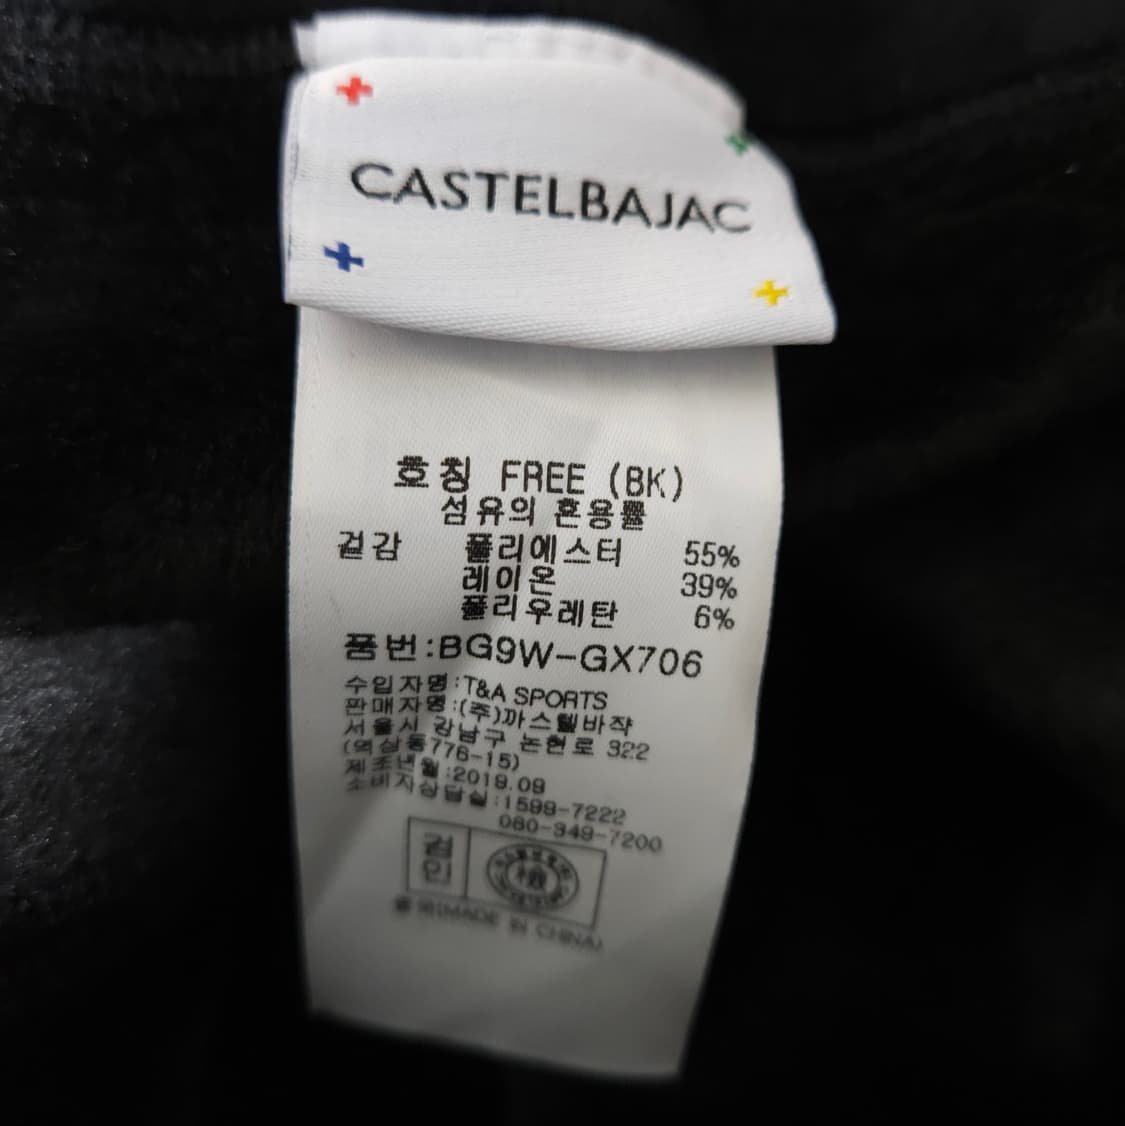 CASTELBAJAC
호칭 FREE (BK)
섬유의 혼용률
겉감 폴리에스터 55%
레이온 39%
폴리우레탄 6%
품번:BG9W-GX706
수입자명:T&A SPORTS
판매자명:(주)까스텔바작
서울시 강남구 논현로 322
(역삼동776-15)
제조년월:2019.09
소비자상담실:1599-7222
080-349-7200
검인
檢
중국(MADE IN CHINA)